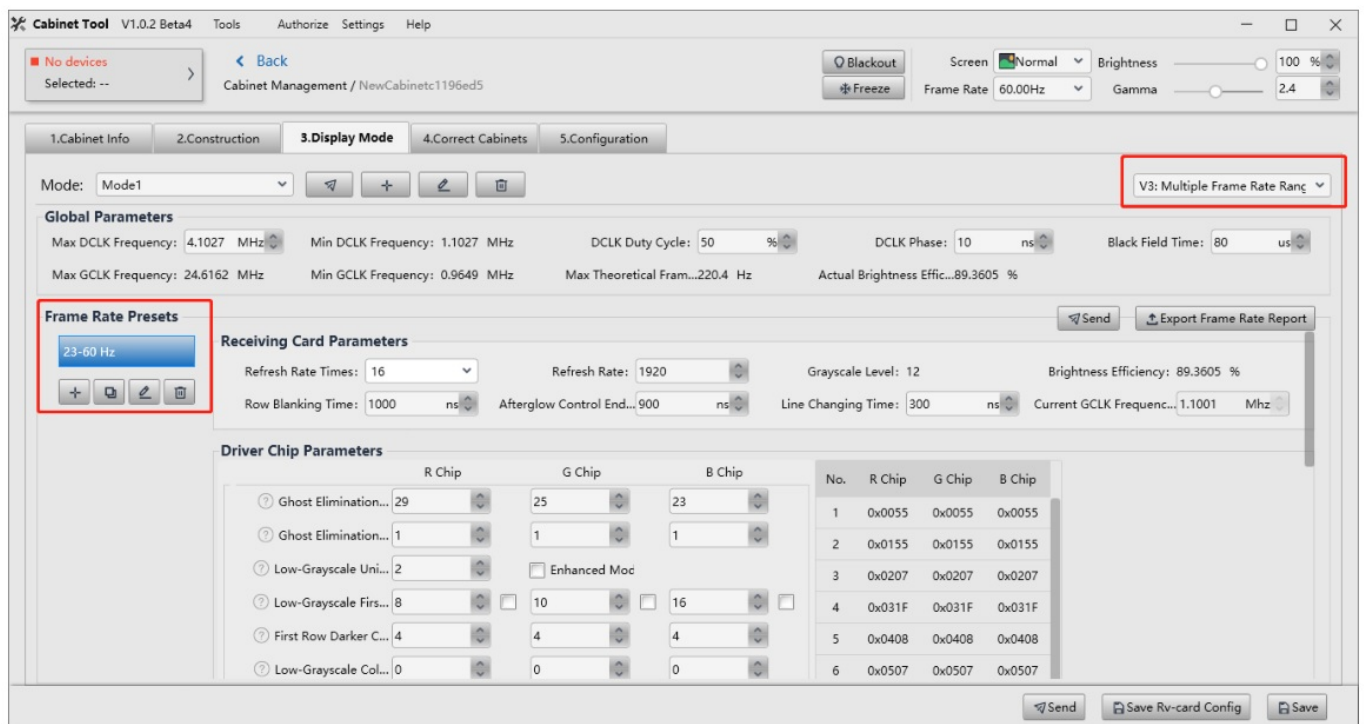 Cabinet Tool V1.0.2 Beta4 Tools Authorize Settings Help
No devices
Selected: --
Back
Cabinet Management / NewCabinetc1196ed5
Blackout
Freeze
Screen Normal
Frame Rate 60.00Hz
Brightness 100 %
Gamma 2.4
1.Cabinet Info 2.Construction 3.Display Mode 4.Correct Cabinets 5.Configuration
Mode: Mode1
V3: Multiple Frame Rate Rang
Global Parameters
Max DCLK Frequency: 4.1027 MHz Min DCLK Frequency: 1.1027 MHz DCLK Duty Cycle: 50 % DCLK Phase: 10 ns Black Field Time: 80 us
Max GCLK Frequency: 24.6162 MHz Min GCLK Frequency: 0.9649 MHz Max Theoretical Fram...220.4 Hz Actual Brightness Effic...89.3605 %
Frame Rate Presets
23-60 Hz
Send Export Frame Rate Report
Receiving Card Parameters
Refresh Rate Times: 16 Refresh Rate: 1920 Grayscale Level: 12 Brightness Efficiency: 89.3605 %
Row Blanking Time: 1000 ns Afterglow Control End... 900 ns Line Changing Time: 300 ns Current GCLK Frequenc... 1.1001 Mhz
Driver Chip Parameters
R Chip G Chip B Chip
? Ghost Elimination... 29 25 23
? Ghost Elimination... 1 1 1
? Low-Grayscale Uni... 2 Enhanced Mod
? Low-Grayscale Firs... 8 10 16
? First Row Darker C... 4 4 4
? Low-Grayscale Col... 0 0 0
No. R Chip G Chip B Chip
1 0x0055 0x0055 0x0055
2 0x0155 0x0155 0x0155
3 0x0207 0x0207 0x0207
4 0x031F 0x031F 0x031F
5 0x0408 0x0408 0x0408
6 0x0507 0x0507 0x0507
Send Save Rv-card Config Save